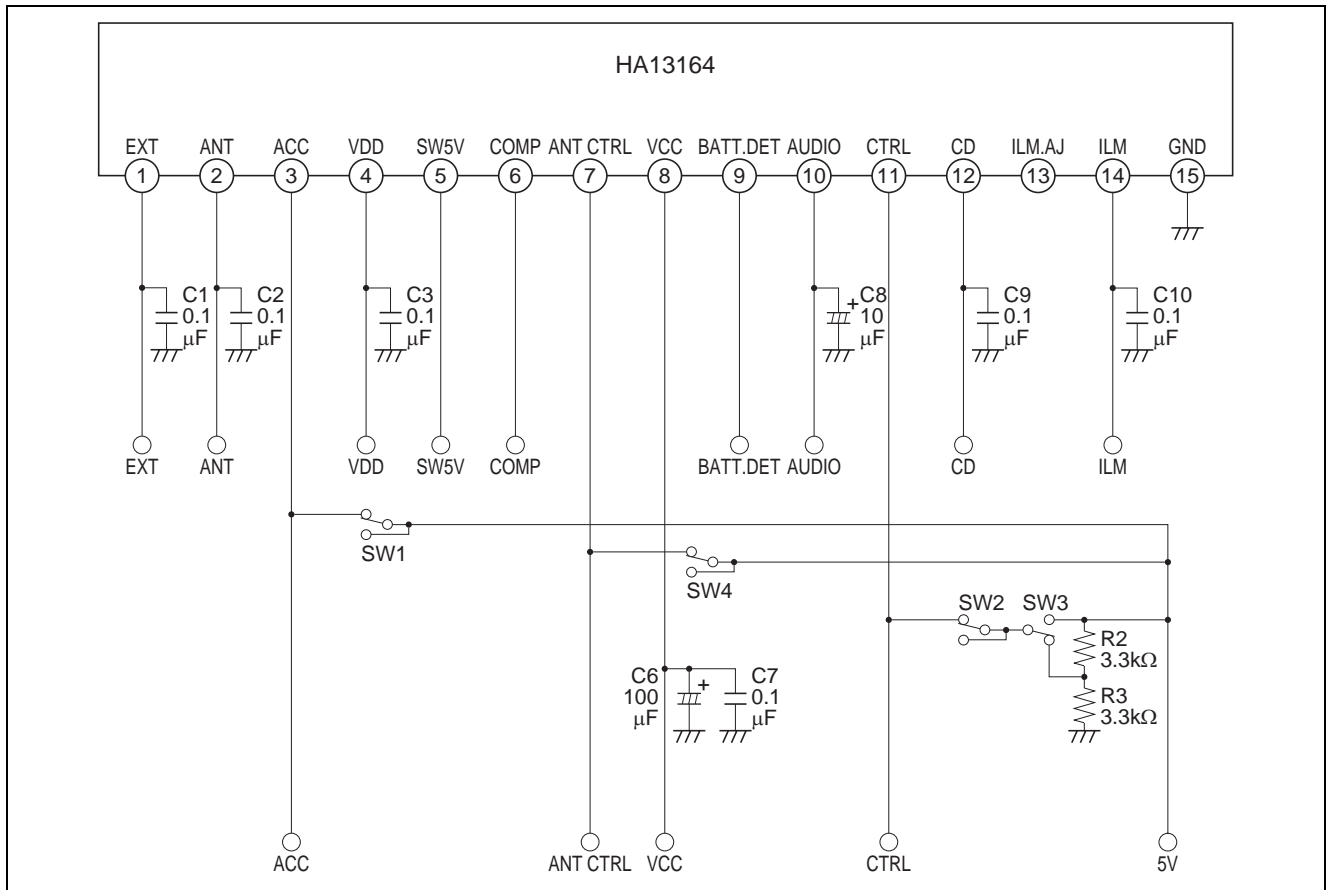 HA13164
EXT ANT ACC VDD SW5V COMP ANT CTRL VCC BATT.DET AUDIO CTRL CD ILM.AJ ILM GND
1 2 3 4 5 6 7 8 9 10 11 12 13 14 15
C1 0.1 μF
C2 0.1 μF
C3 0.1 μF
+ C8 10 μF
C9 0.1 μF
C10 0.1 μF
EXT ANT VDD SW5V COMP BATT.DET AUDIO CD ILM
SW1
SW4
SW2 SW3
R2 3.3kΩ
R3 3.3kΩ
C6 100 μF +
C7 0.1 μF
ACC ANT CTRL VCC CTRL 5V